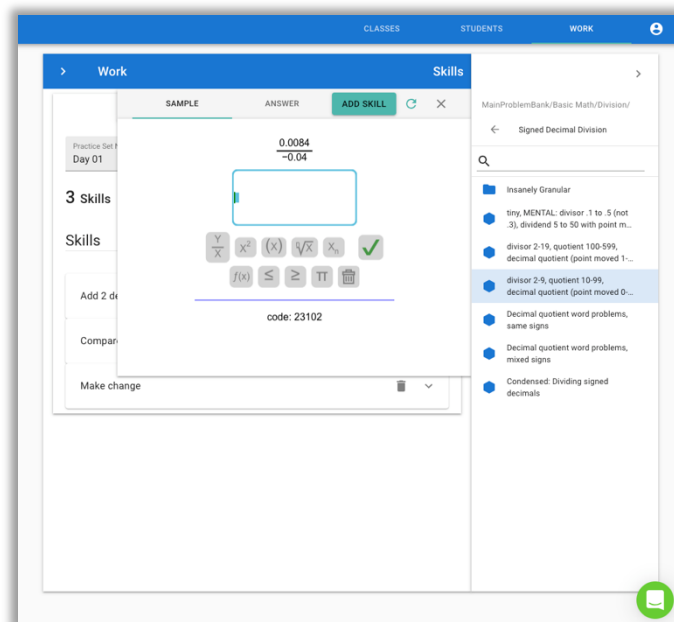 CLASSES STUDENTS WORK
Work Skills
SAMPLE ANSWER ADD SKILL
Practice Set N
Day 01
3 Skills
Skills
Add 2 de
Compar
Make change
0.0084
−0.04
Y
X
x²
(x)
n√x
Xn
f(x)
≤
≥
π
code: 23102
MainProblemBank/Basic Math/Division/
Signed Decimal Division
Insanely Granular
tiny, MENTAL: divisor .1 to .5 (not
.3), dividend 5 to 50 with point m...
divisor 2-19, quotient 100-599,
decimal quotient (point moved 1-...
divisor 2-9, quotient 10-99,
decimal quotient (point moved 0-...
Decimal quotient word problems,
same signs
Decimal quotient word problems,
mixed signs
Condensed: Dividing signed
decimals